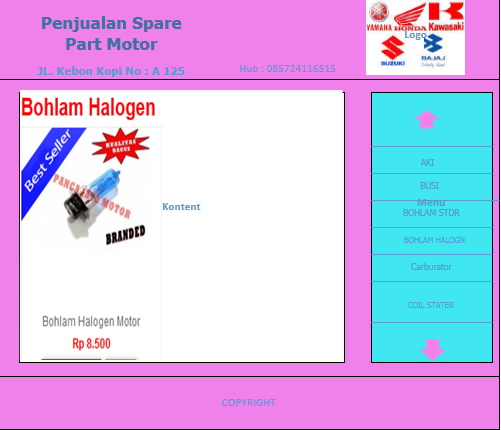 Penjualan Spare
Part Motor
JL. Kebon Kopi No : A 125
Hub : 085724116515
YAMAHA HONDA Kawasaki
Logo
SUZUKI BAJAJ
Bohlam Halogen
Best Seller
KUALITAS
BAGUS
MOTOR
BRANDED
Kontent
Bohlam Halogen Motor
Rp 8.500
AKI
BUSI
Menu
BOHLAM STDR
BOHLAM HALOGN
Carburator
COIL STATER
COPYRIGHT